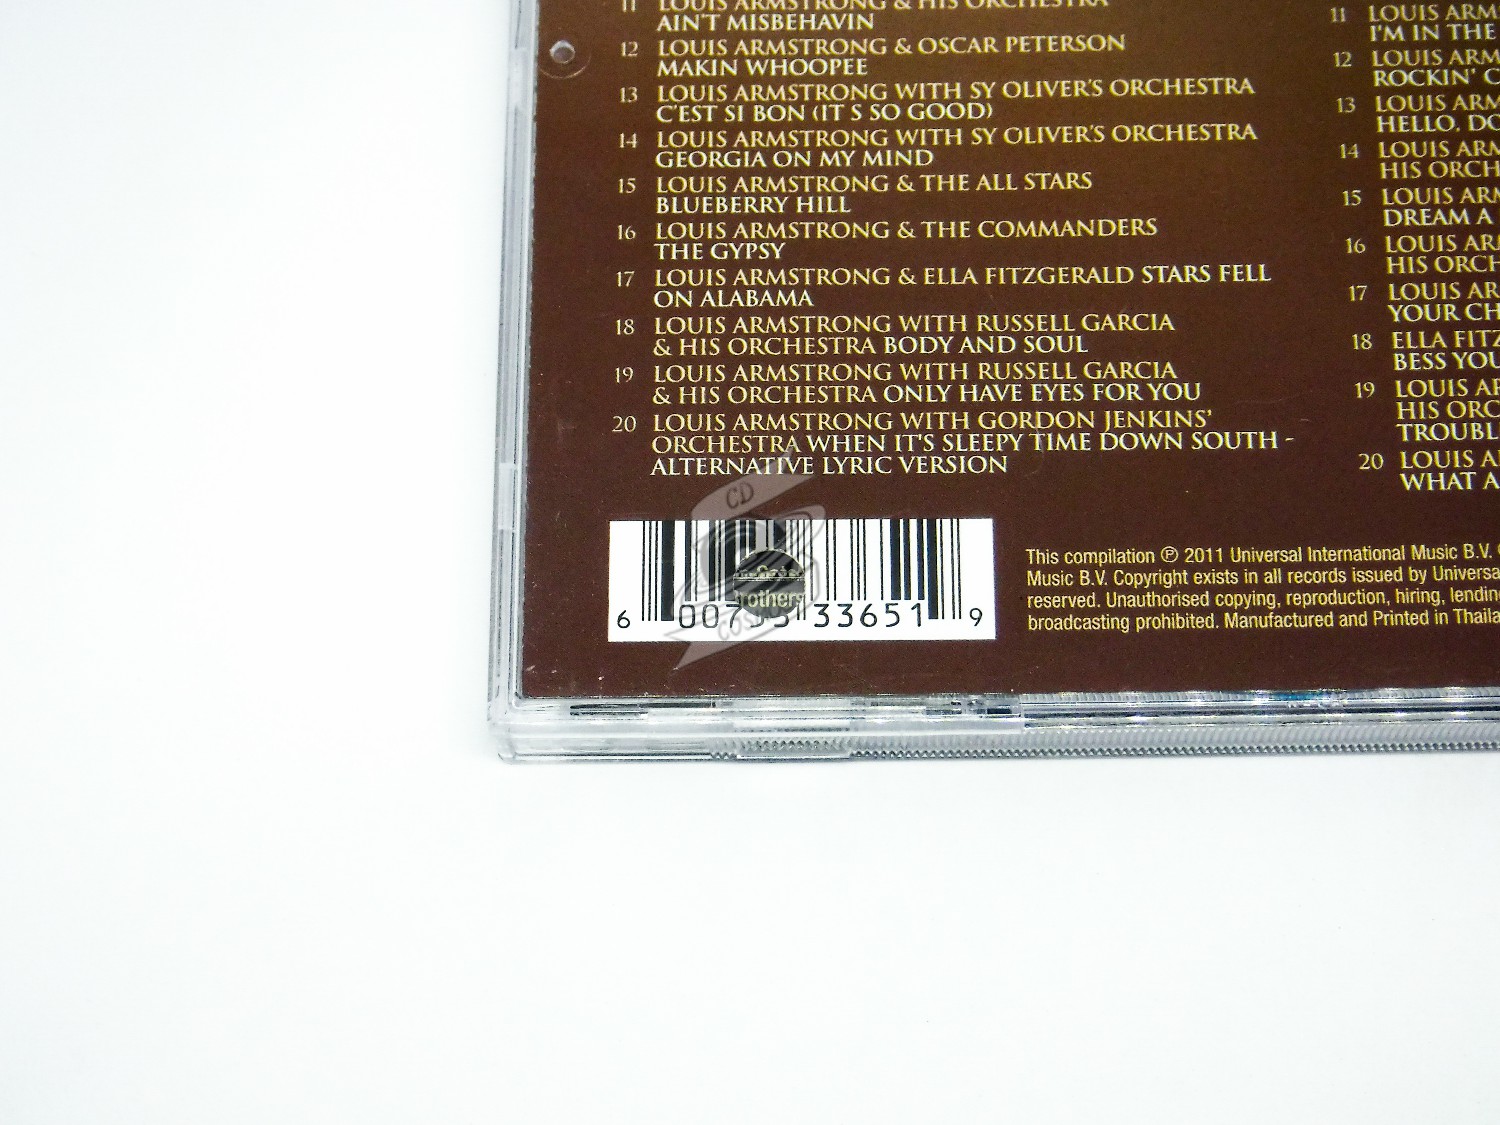 11 LOUIS ARMSTRONG & HIS ORCHESTRA
AIN'T MISBEHAVIN
12 LOUIS ARMSTRONG & OSCAR PETERSON
MAKIN WHOOPEE
13 LOUIS ARMSTRONG WITH SY OLIVER'S ORCHESTRA
C'EST SI BON (IT S SO GOOD)
14 LOUIS ARMSTRONG WITH SY OLIVER'S ORCHESTRA
GEORGIA ON MY MIND
15 LOUIS ARMSTRONG & THE ALL STARS
BLUEBERRY HILL
16 LOUIS ARMSTRONG & THE COMMANDERS
THE GYPSY
17 LOUIS ARMSTRONG & ELLA FITZGERALD STARS FELL
ON ALABAMA
18 LOUIS ARMSTRONG WITH RUSSELL GARCIA
& HIS ORCHESTRA BODY AND SOUL
19 LOUIS ARMSTRONG WITH RUSSELL GARCIA
& HIS ORCHESTRA ONLY HAVE EYES FOR YOU
20 LOUIS ARMSTRONG WITH GORDON JENKINS'
ORCHESTRA WHEN IT'S SLEEPY TIME DOWN SOUTH -
ALTERNATIVE LYRIC VERSION
11 LOUIS ARM
I'M IN THE
12 LOUIS ARM
ROCKIN' C
13 LOUIS ARM
HELLO, DO
14 LOUIS ARM
HIS ORCH
15 LOUIS ARM
DREAM A
16 LOUIS AR
HIS ORCH
17 LOUIS AR
YOUR CH
18 ELLA FITZ
BESS YOU
19 LOUIS AR
HIS ORC
TROUBL
20 LOUIS A
WHAT A
CD
6 33651 9
This compilation ℗ 2011 Universal International Music B.V.
Music B.V. Copyright exists in all records issued by Universa
reserved. Unauthorised copying, reproduction, hiring, lendin
broadcasting prohibited. Manufactured and Printed in Thaila